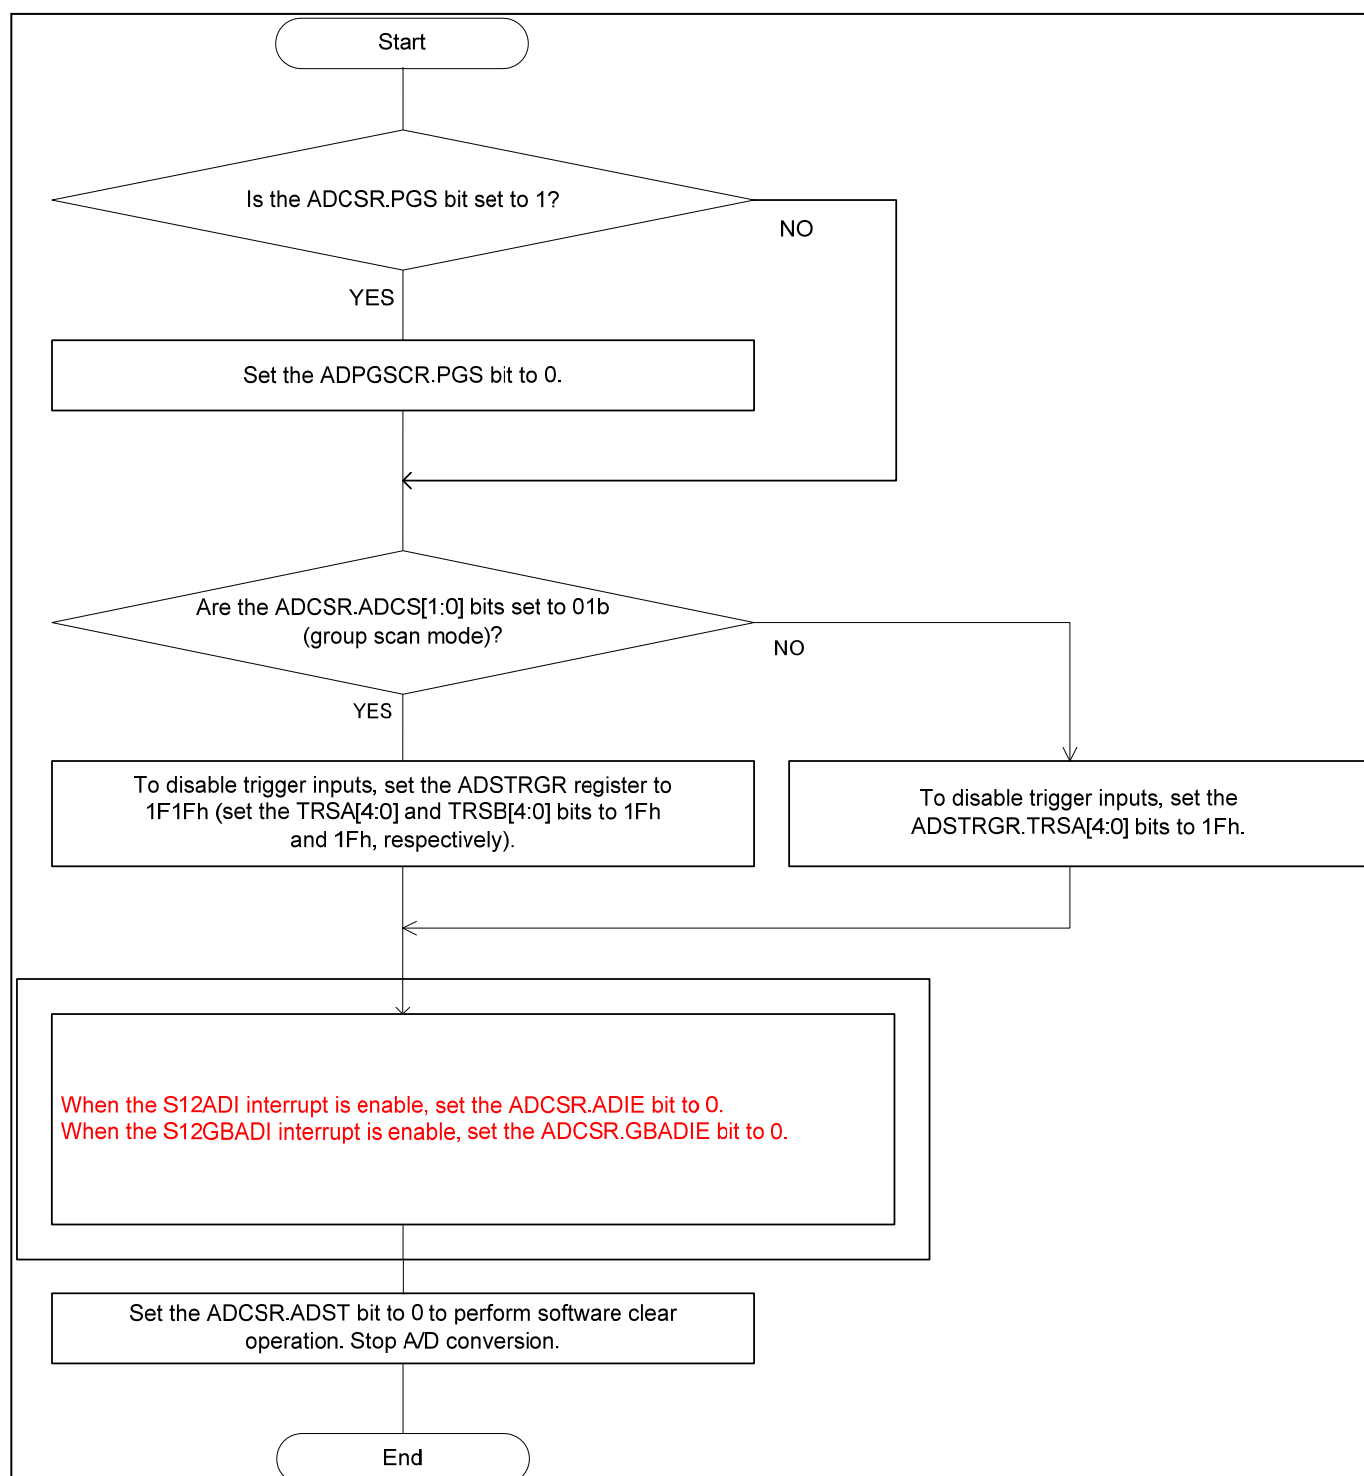 Start
Is the ADCSR.PGS bit set to 1?
NO
YES
Set the ADPGSCR.PGS bit to 0.
Are the ADCSR.ADCS[1:0] bits set to 01b
(group scan mode)?
NO
YES
To disable trigger inputs, set the ADSTRGR register to
1F1Fh (set the TRSA[4:0] and TRSB[4:0] bits to 1Fh
and 1Fh, respectively).
To disable trigger inputs, set the
ADSTRGR.TRSA[4:0] bits to 1Fh.
When the S12ADI interrupt is enable, set the ADCSR.ADIE bit to 0.
When the S12GBADI interrupt is enable, set the ADCSR.GBADIE bit to 0.
Set the ADCSR.ADST bit to 0 to perform software clear
operation. Stop A/D conversion.
End